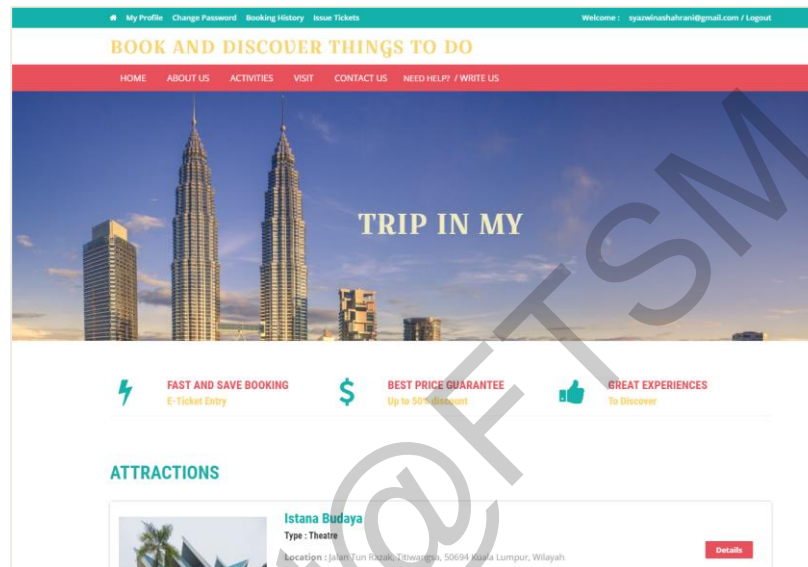 My Profile Change Password Booking History Issue Tickets Welcome : syazwinashahrani@gmail.com / Logout
BOOK AND DISCOVER THINGS TO DO
HOME ABOUT US ACTIVITIES VISIT CONTACT US NEED HELP? / WRITE US
TRIP IN MY
FAST AND SAVE BOOKING
E-Ticket Entry
BEST PRICE GUARANTEE
Up to 50% discount
GREAT EXPERIENCES
To Discover
ATTRACTIONS
Istana Budaya
Type : Theatre
Location : Jalan Tun Razak, Titiwangsa, 50694 Kuala Lumpur, Wilayah
Details
@FTSM